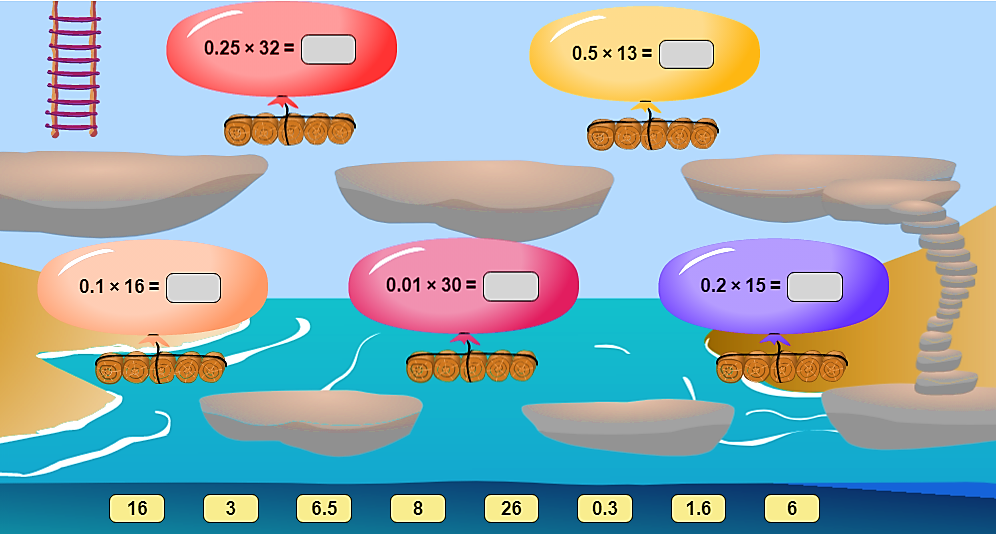 0.25 × 32 =
0.5 × 13 =
0.1 × 16 =
0.01 × 30 =
0.2 × 15 =
16 3 6.5 8 26 0.3 1.6 6